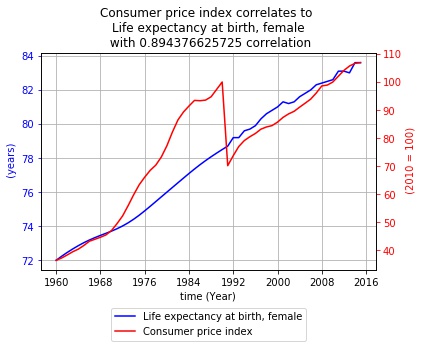 Consumer price index correlates to
Life expectancy at birth, female
with 0.894376625725 correlation
84
82
80
78
76
74
72
(years)
110
100
90
80
70
60
50
40
(2010 = 100)
1960 1968 1976 1984 1992 2000 2008 2016
time (Year)
Life expectancy at birth, female
Consumer price index